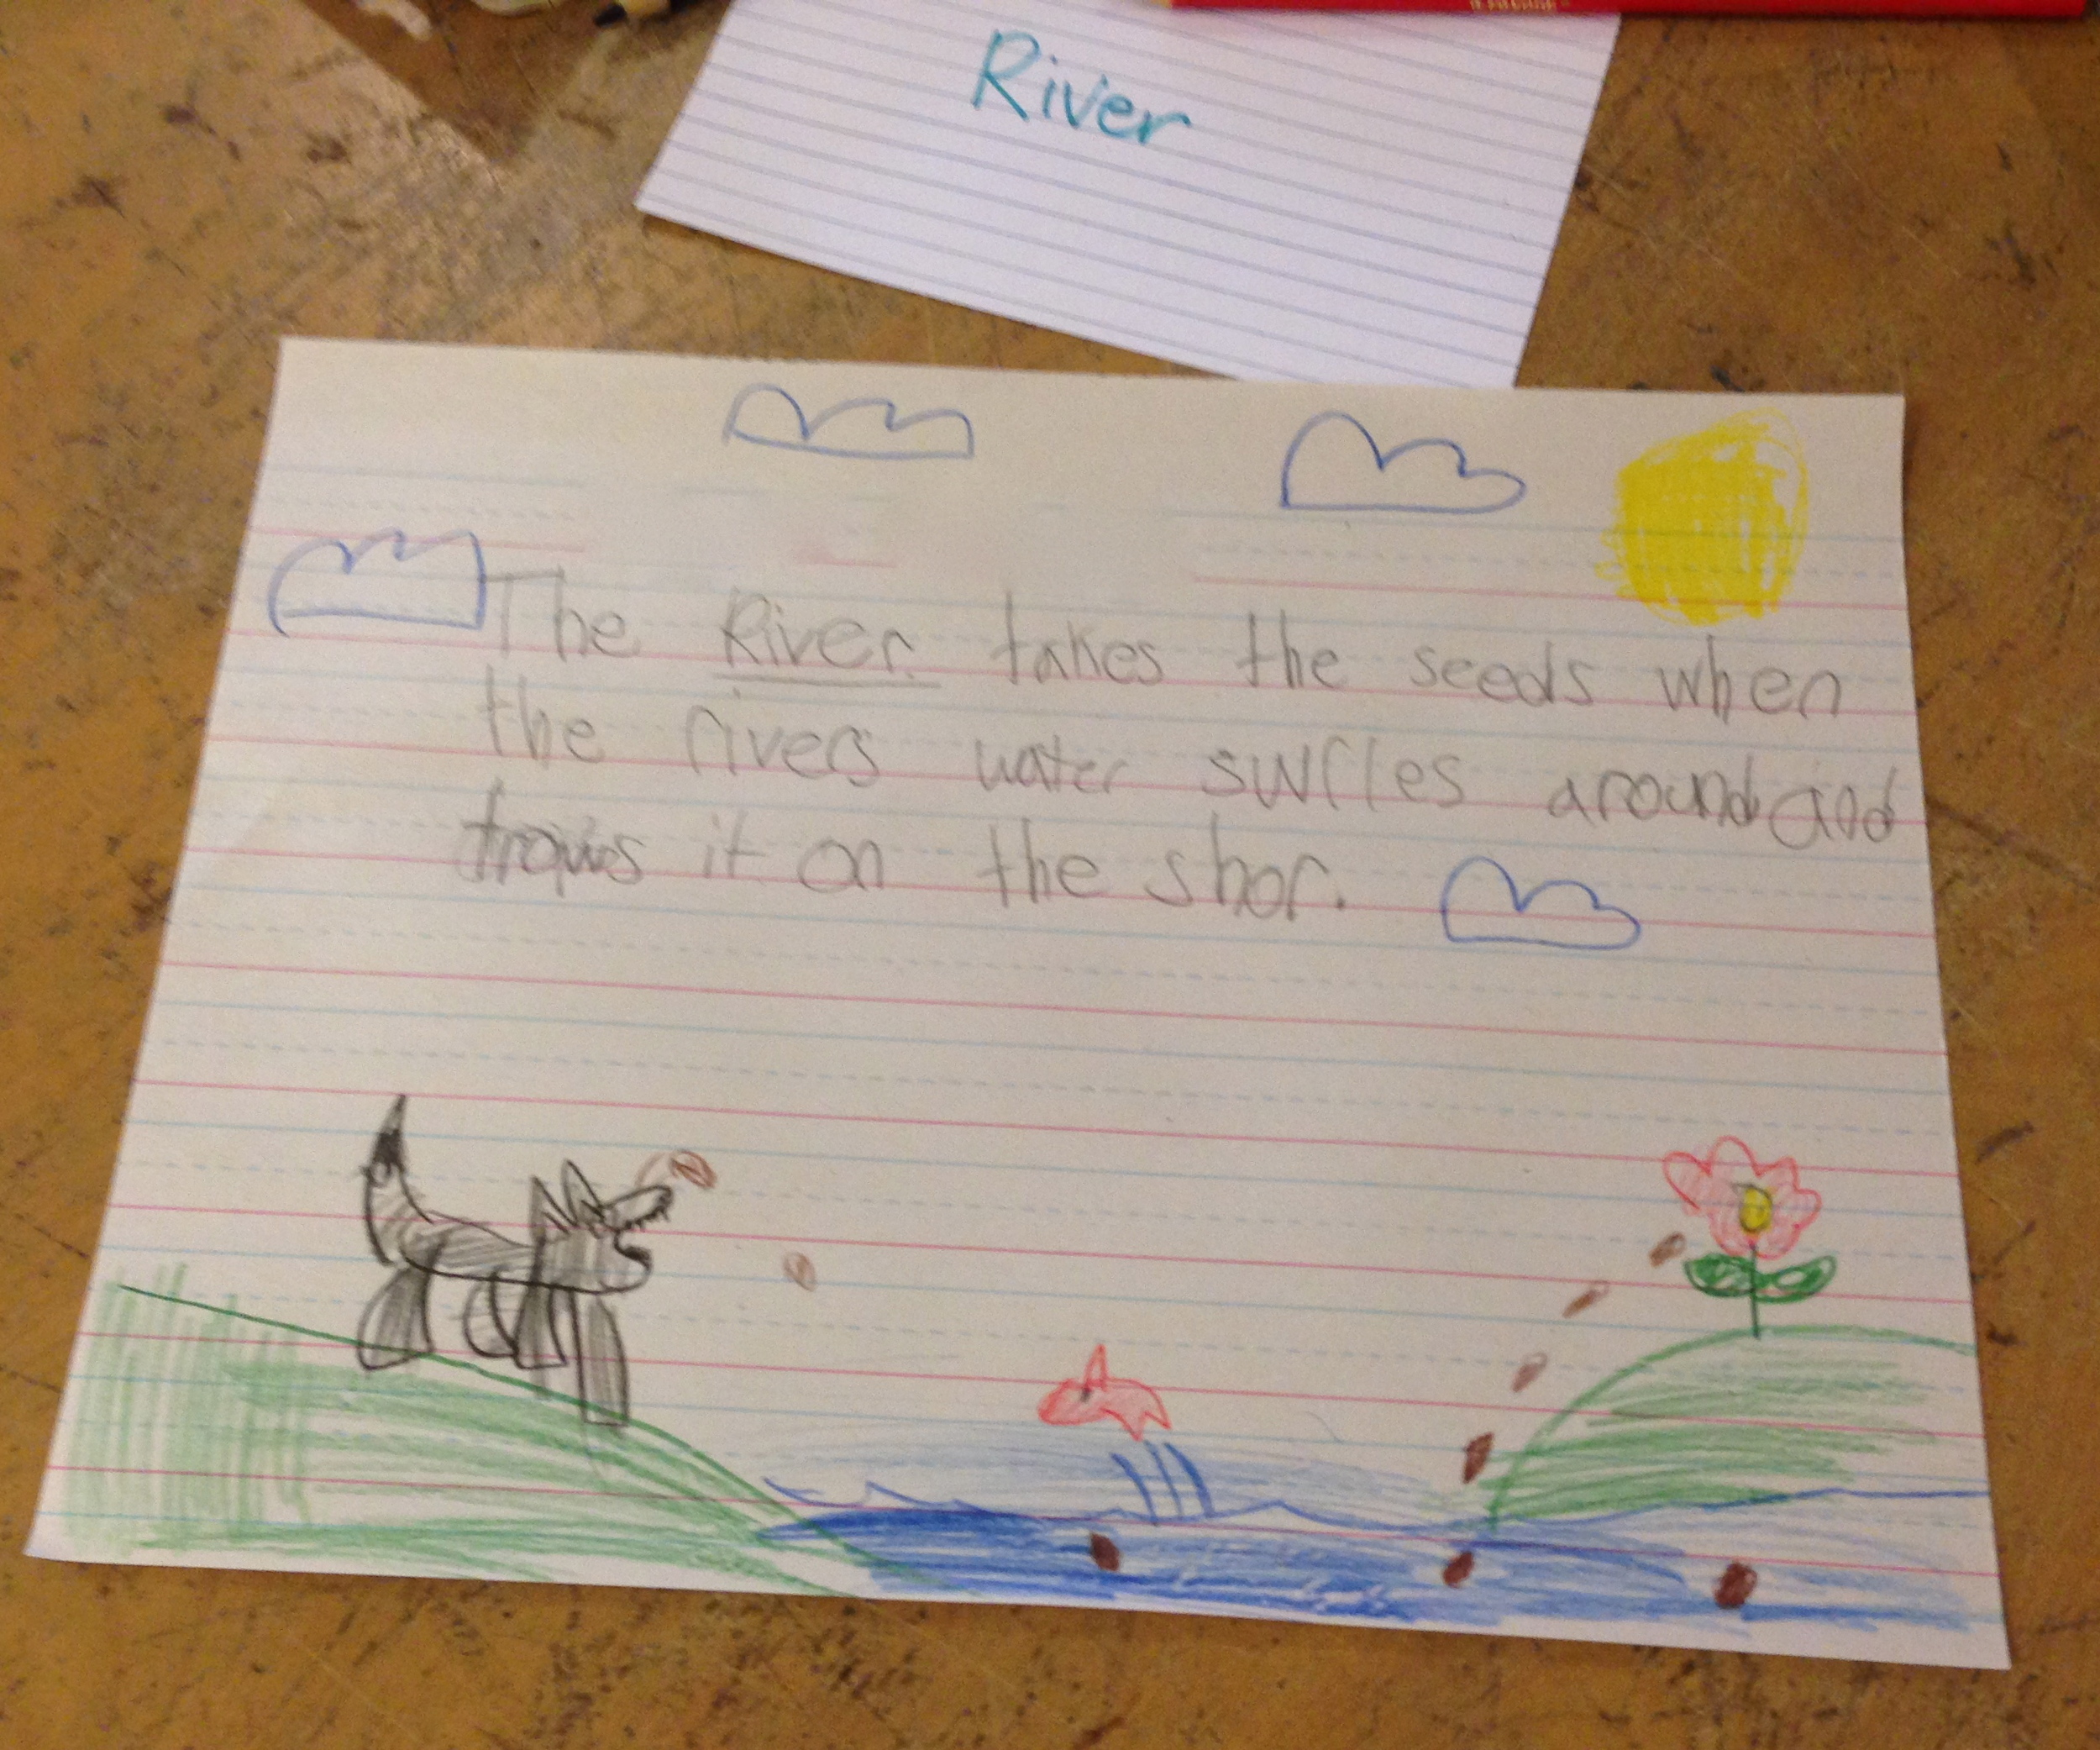 River
The River takes the seeds when
the rivers water swrles around and
trows it on the shor.